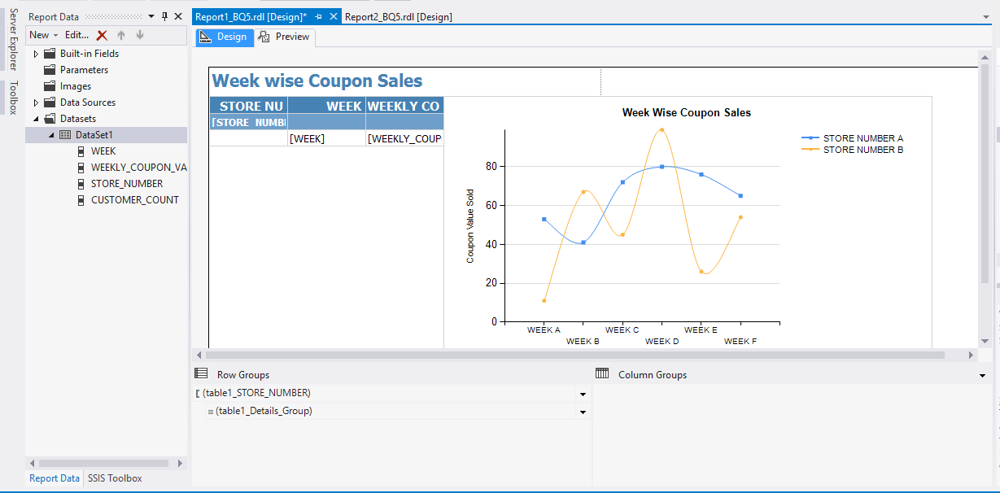 Server Explorer
Toolbox
Report Data
New Edit...
Built-in Fields
Parameters
Images
Data Sources
Datasets
DataSet1
WEEK
WEEKLY_COUPON_VA
STORE_NUMBER
CUSTOMER_COUNT
Report Data SSIS Toolbox
Report1_BQ5.rdl [Design]* Report2_BQ5.rdl [Design]
Design Preview
Week wise Coupon Sales
STORE NU WEEK WEEKLY CO
[STORE_NUMBI
[WEEK] [WEEKLY_COUP
Week Wise Coupon Sales
STORE NUMBER A
STORE NUMBER B
Coupon Value Sold
80
60
40
20
0
WEEK A WEEK C WEEK E
WEEK B WEEK D WEEK F
Row Groups
(table1_STORE_NUMBER)
(table1_Details_Group)
Column Groups